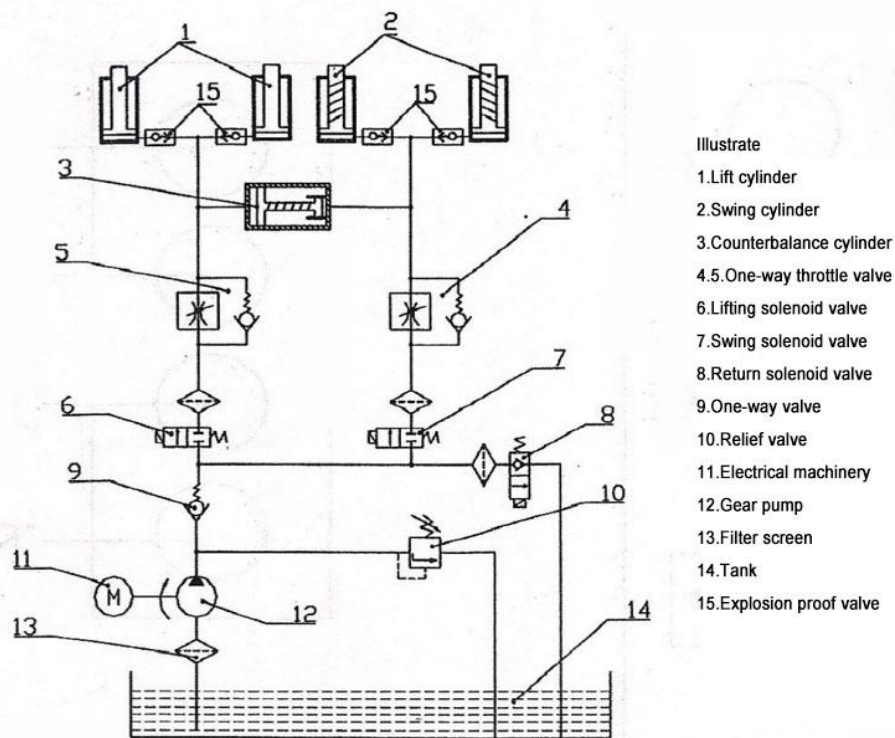 1
2
15
15
3
4
5
6
7
8
9
10
11
M
12
13
14
Illustrate
1.Lift cylinder
2.Swing cylinder
3.Counterbalance cylinder
4.5.One-way throttle valve
6.Lifting solenoid valve
7.Swing solenoid valve
8.Return solenoid valve
9.One-way valve
10.Relief valve
11.Electrical machinery
12.Gear pump
13.Filter screen
14.Tank
15.Explosion proof valve